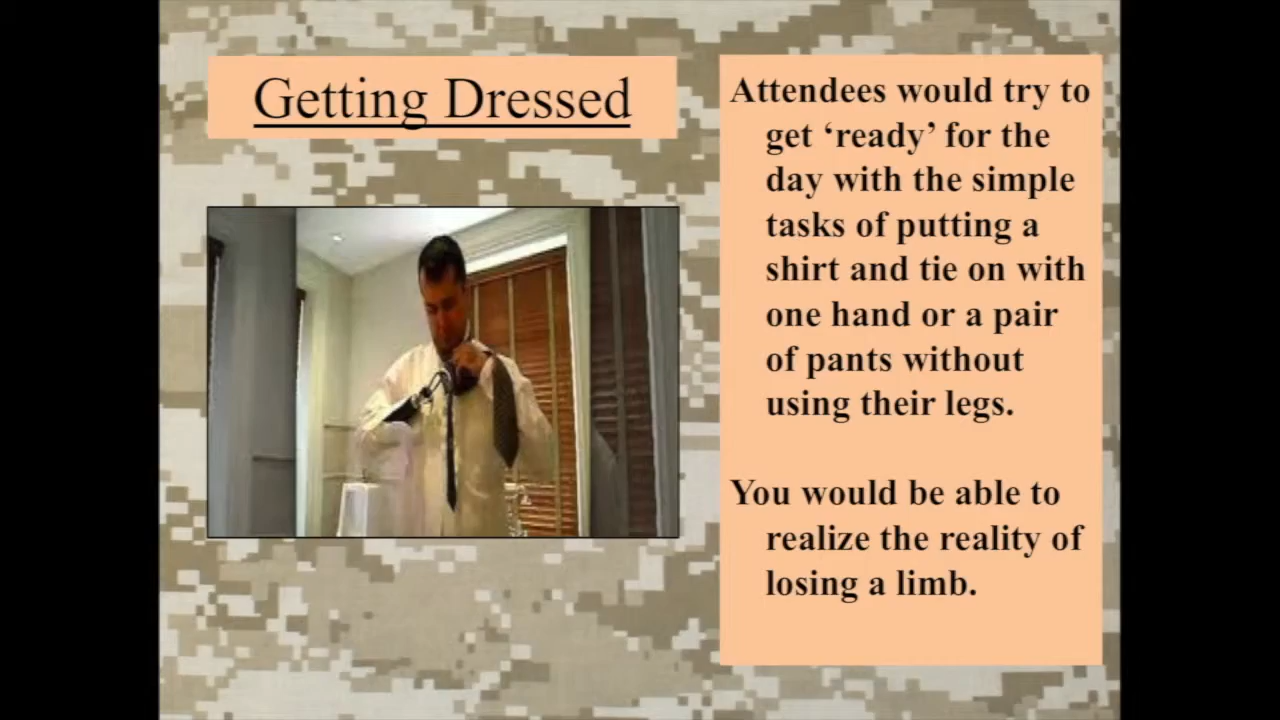 Getting Dressed
Attendees would try to
get ‘ready’ for the
day with the simple
tasks of putting a
shirt and tie on with
one hand or a pair
of pants without
using their legs.
You would be able to
realize the reality of
losing a limb.